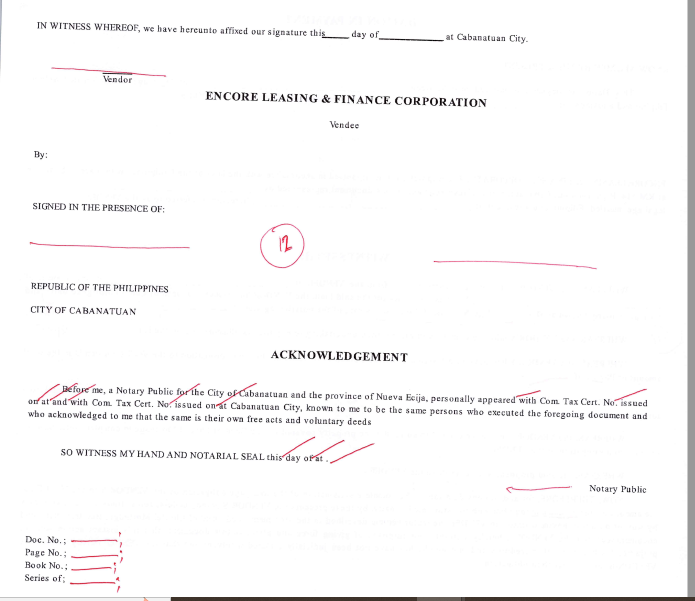 IN WITNESS WHEREOF, we have hereunto affixed our signature this_____ day of____________ at Cabanatuan City.
Vendor
ENCORE LEASING & FINANCE CORPORATION
Vendee
By:
SIGNED IN THE PRESENCE OF:
12
REPUBLIC OF THE PHILIPPINES
CITY OF CABANATUAN
ACKNOWLEDGEMENT
Before me, a Notary Public for the City of Cabanatuan and the province of Nueva Ecija, personally appeared with Com. Tax Cert. No. issued
on at and with Com. Tax Cert. No. issued on at Cabanatuan City, known to me to be the same persons who executed the foregoing document and
who acknowledged to me that the same is their own free acts and voluntary deeds
SO WITNESS MY HAND AND NOTARIAL SEAL this day of at .
Notary Public
Doc. No.;
Page No.;
Book No.;
Series of;